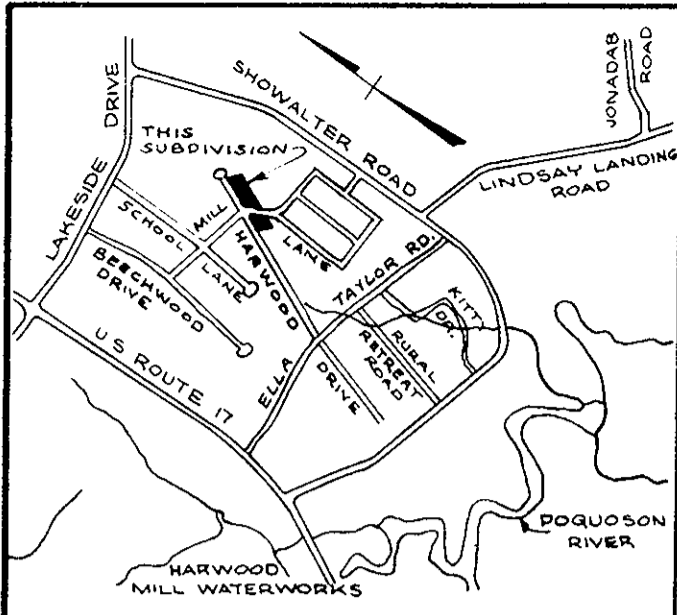 SHOWALTER ROAD
JONADAB
ROAD
LAKESIDE DRIVE
THIS
SUBDIVISION
LINDSAY LANDING
ROAD
MILL LANE
SCHOOL LANE
HARWOOD DRIVE
BEECHWOOD
DRIVE
ELLA TAYLOR RD.
KITTY
DR.
RURAL
RETREAT
ROAD
US ROUTE 17
POQUOSON
RIVER
HARWOOD
MILL WATERWORKS